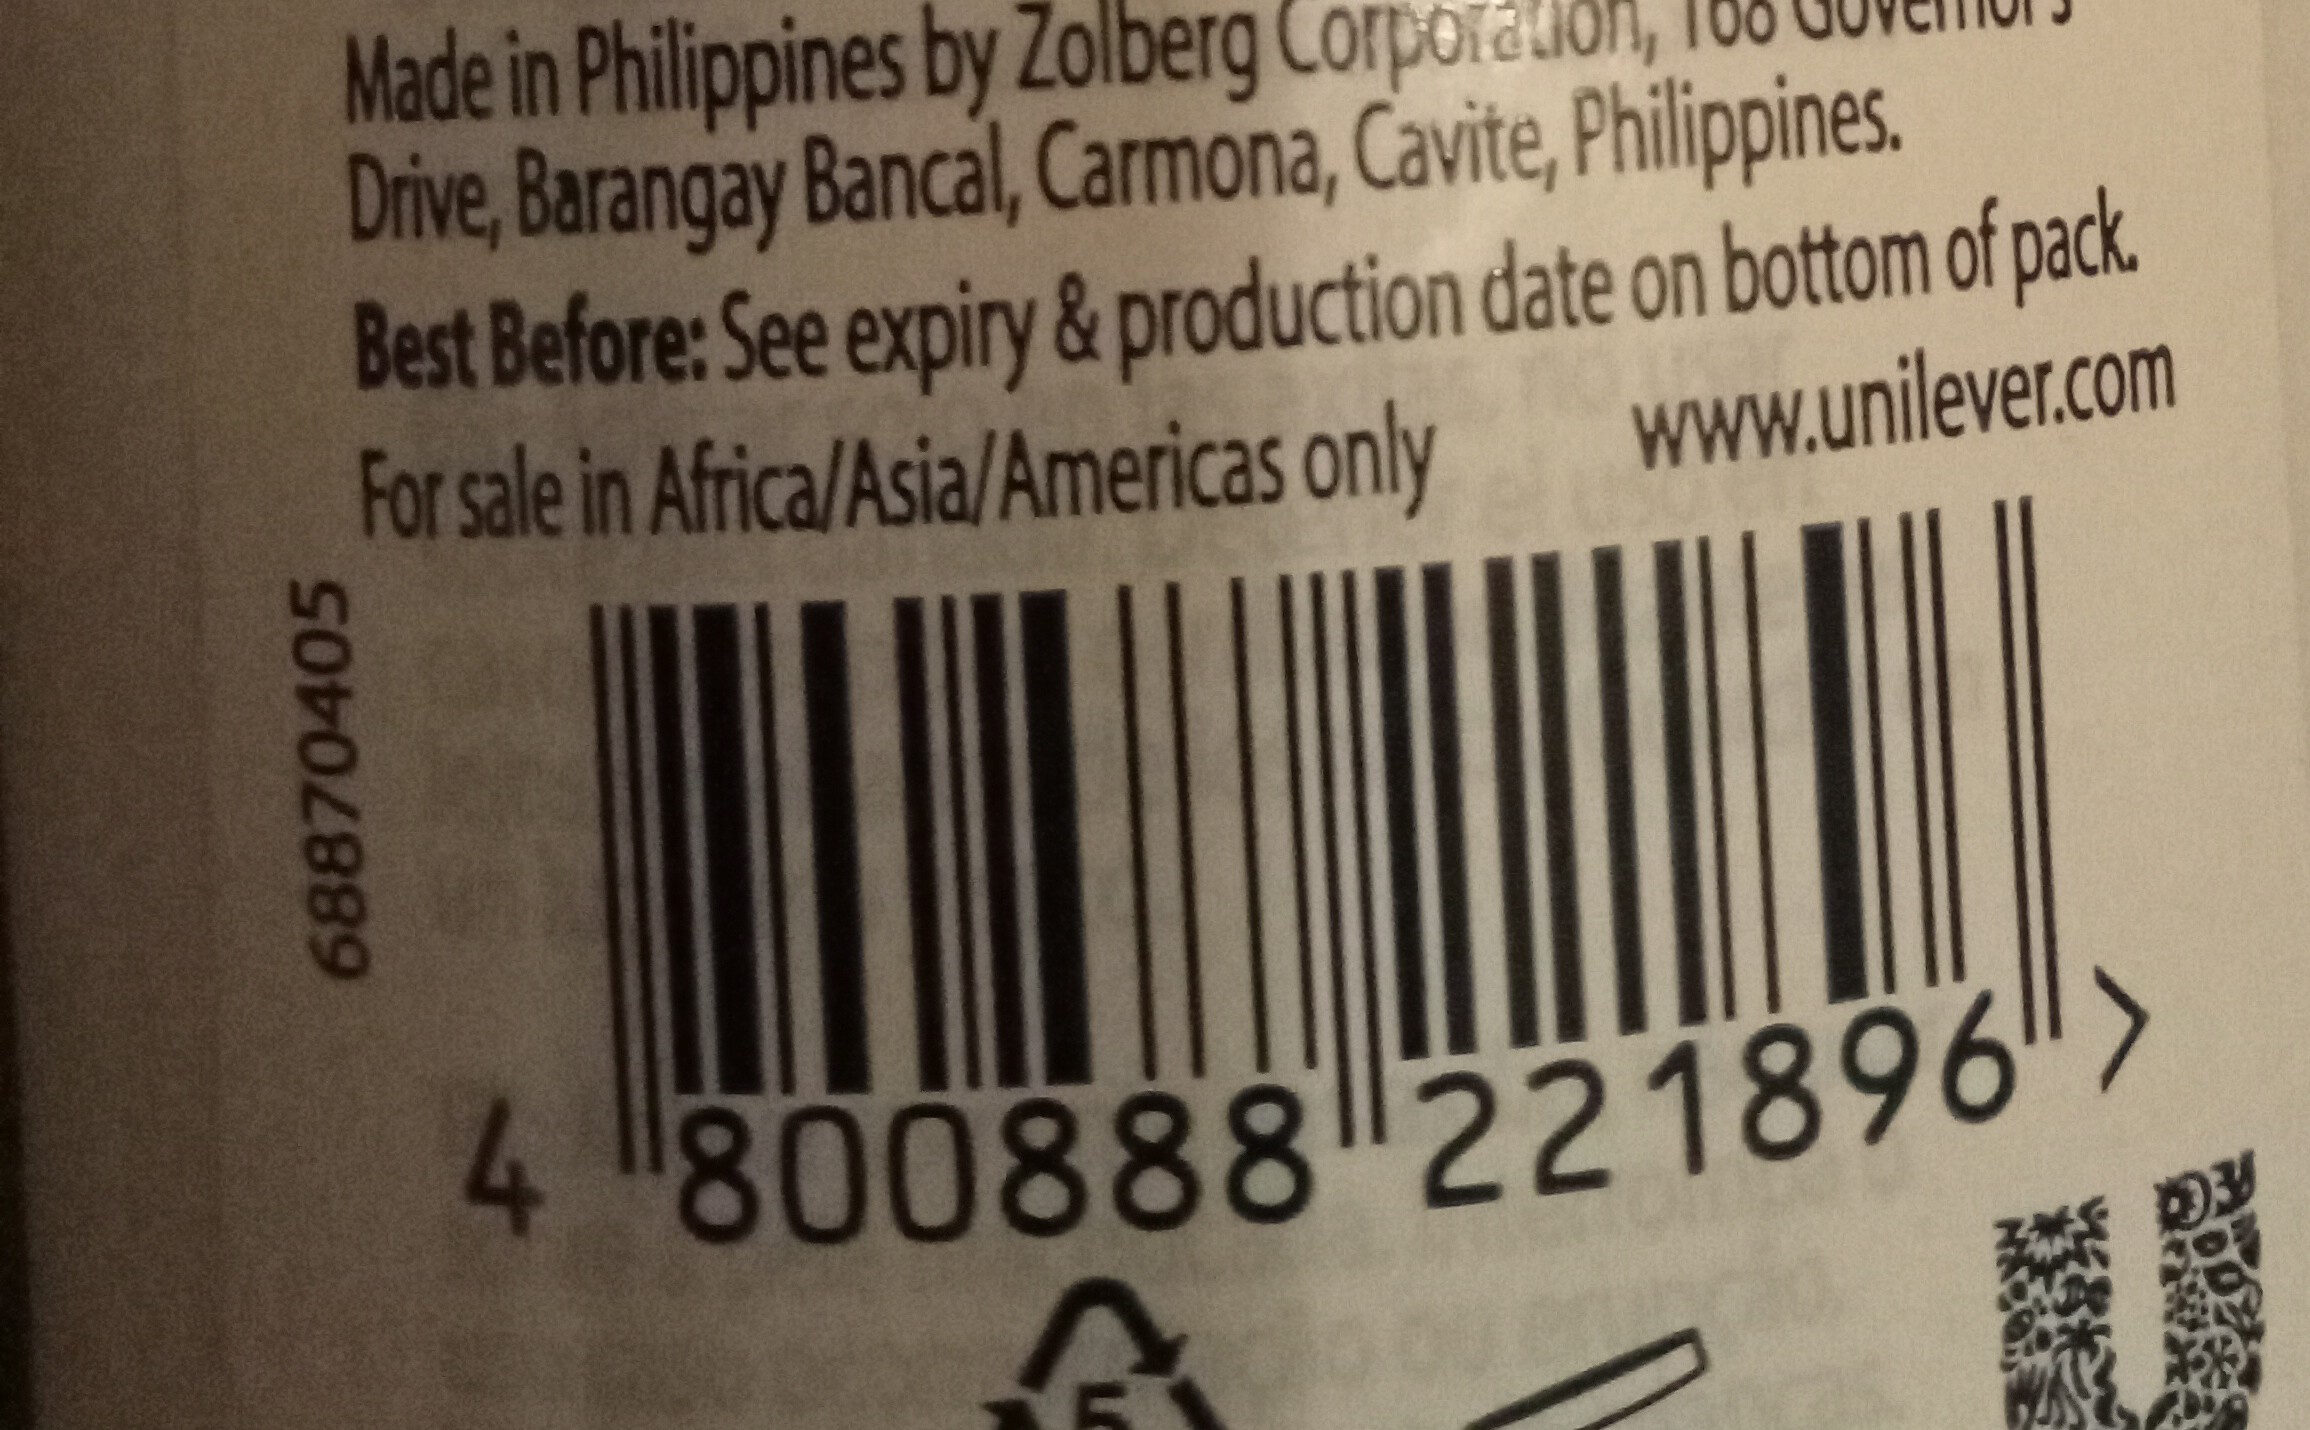 Made in Philippines by Zolberg Corporation, 168 Governors
Drive, Barangay Bancal, Carmona, Cavite, Philippines.
Best Before: See expiry & production date on bottom of pack.
For sale in Africa/Asia/Americas only
www.unilever.com
68870405
4 800888 221896 >
5